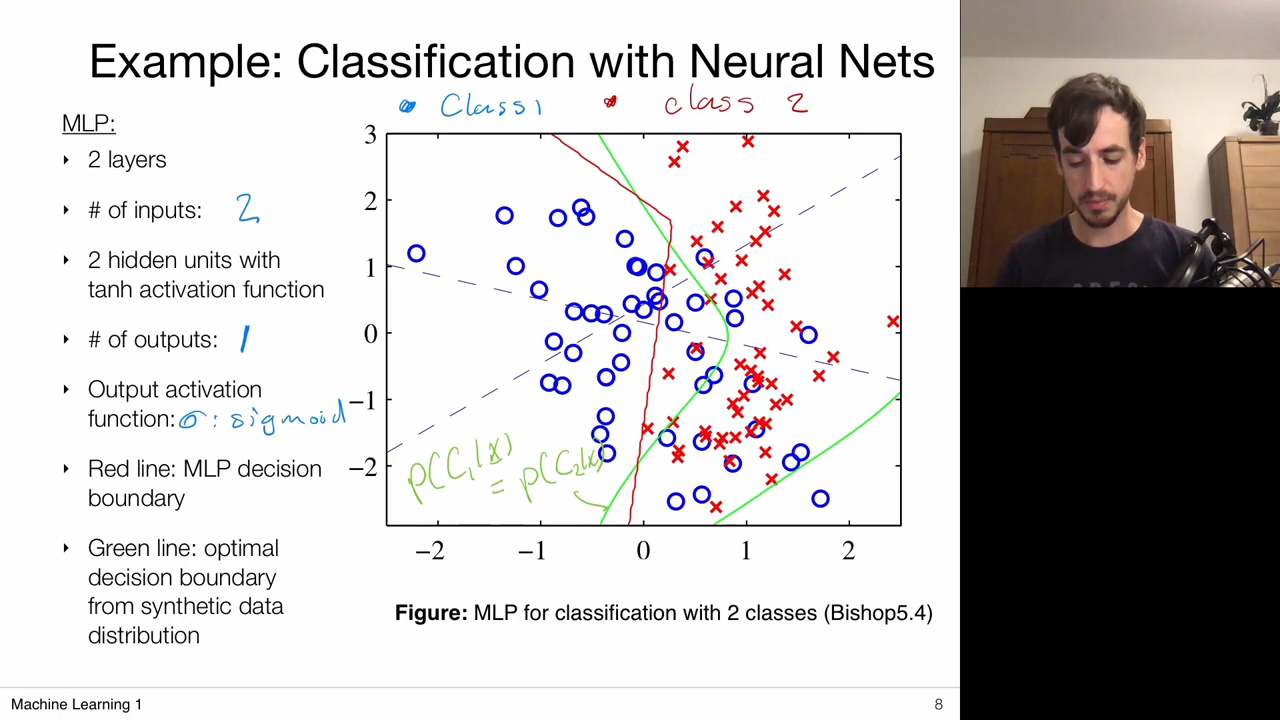 Example: Classification with Neural Nets
Class 1
class 2
MLP:
2 layers
# of inputs: 2
2 hidden units with
tanh activation function
# of outputs: 1
Output activation
function: σ: sigmoid
Red line: MLP decision
boundary
Green line: optimal
decision boundary
from synthetic data
distribution
3
2
1
0
−1
−2
p(C₁|x)
= p(C₂|x)
−2 −1 0 1 2
Figure: MLP for classification with 2 classes (Bishop5.4)
Machine Learning 1
8